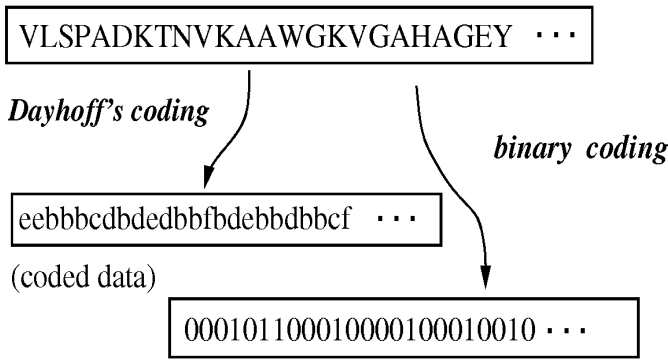 VLSPADKTNVKAAWGKVGAHAGEY ···
Dayhoff's coding
binary coding
eebbbcdbdedbbfbdebbdbbcf ···
(coded data)
000101100010000100010010 ···